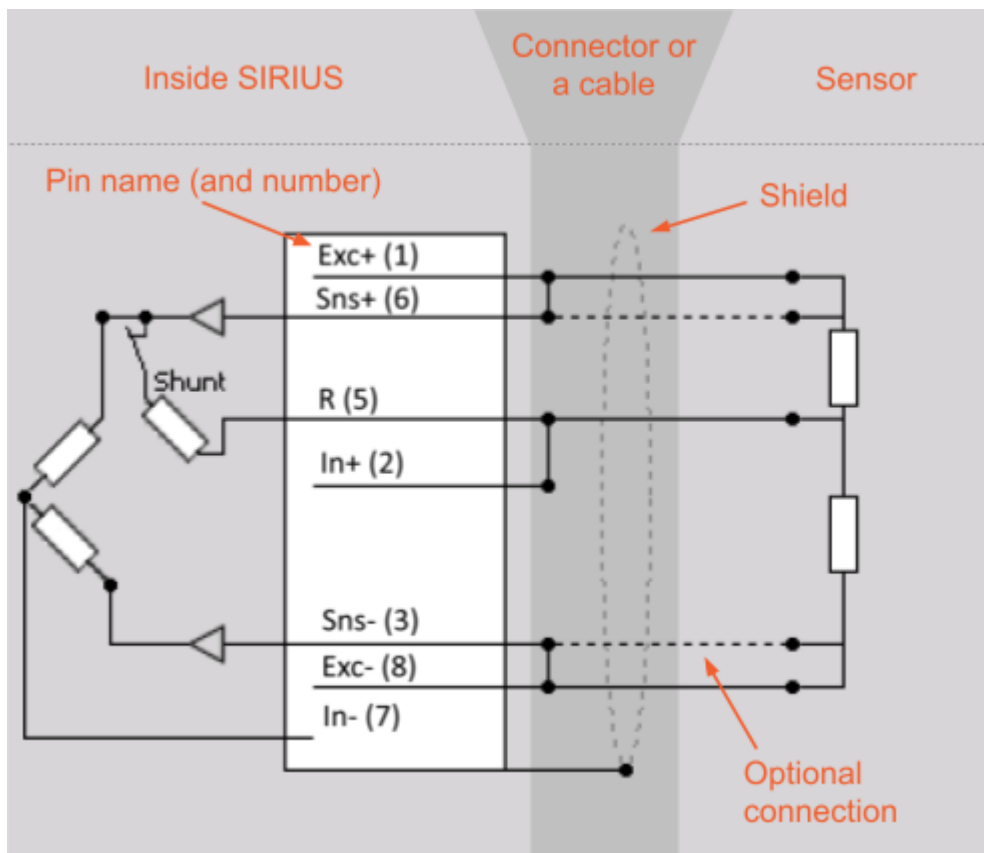 Inside SIRIUS
Connector or
a cable
Sensor
Pin name (and number)
Shield
Exc+ (1)
Sns+ (6)
Shunt
R (5)
In+ (2)
Sns- (3)
Exc- (8)
In- (7)
Optional
connection